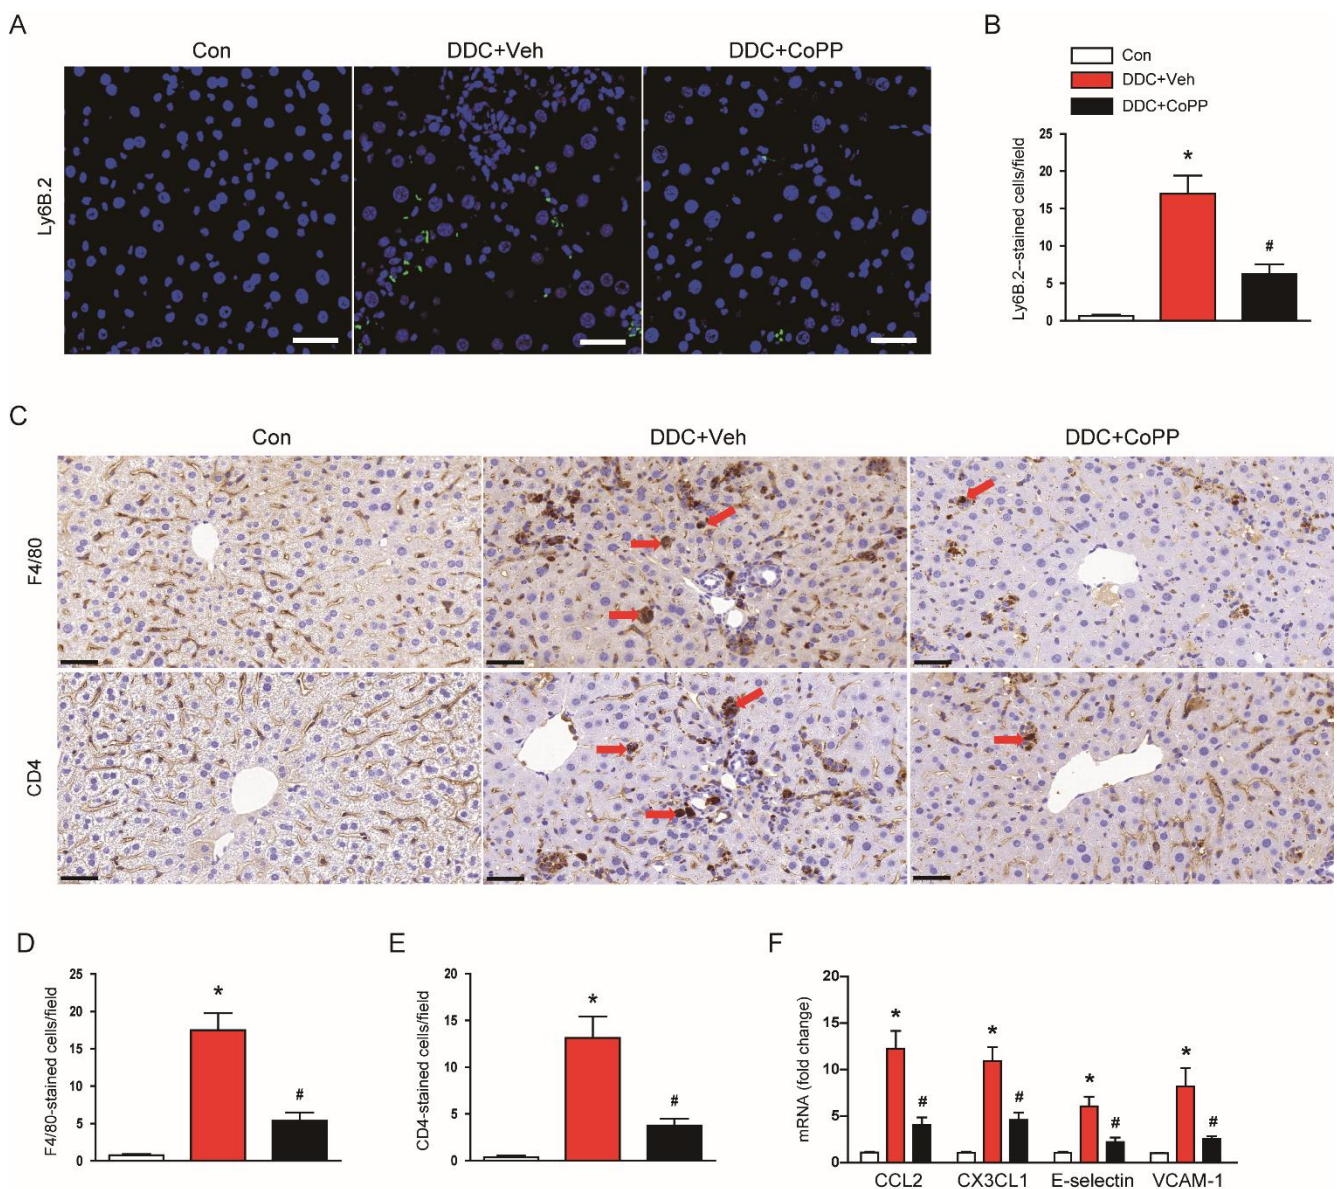 A
Con
DDC+Veh
DDC+CoPP
Ly6B.2
B
Con
DDC+Veh
DDC+CoPP
Ly6B.2--stained cells/field
25
20
15
10
5
0
*
#
C
Con
DDC+Veh
DDC+CoPP
F4/80
CD4
D
F4/80-stained cells/field
25
20
15
10
5
0
*
#
E
CD4-stained cells/field
20
15
10
5
0
*
#
F
mRNA (fold change)
20
15
10
5
0
* # * # * # * #
CCL2 CX3CL1 E-selectin VCAM-1